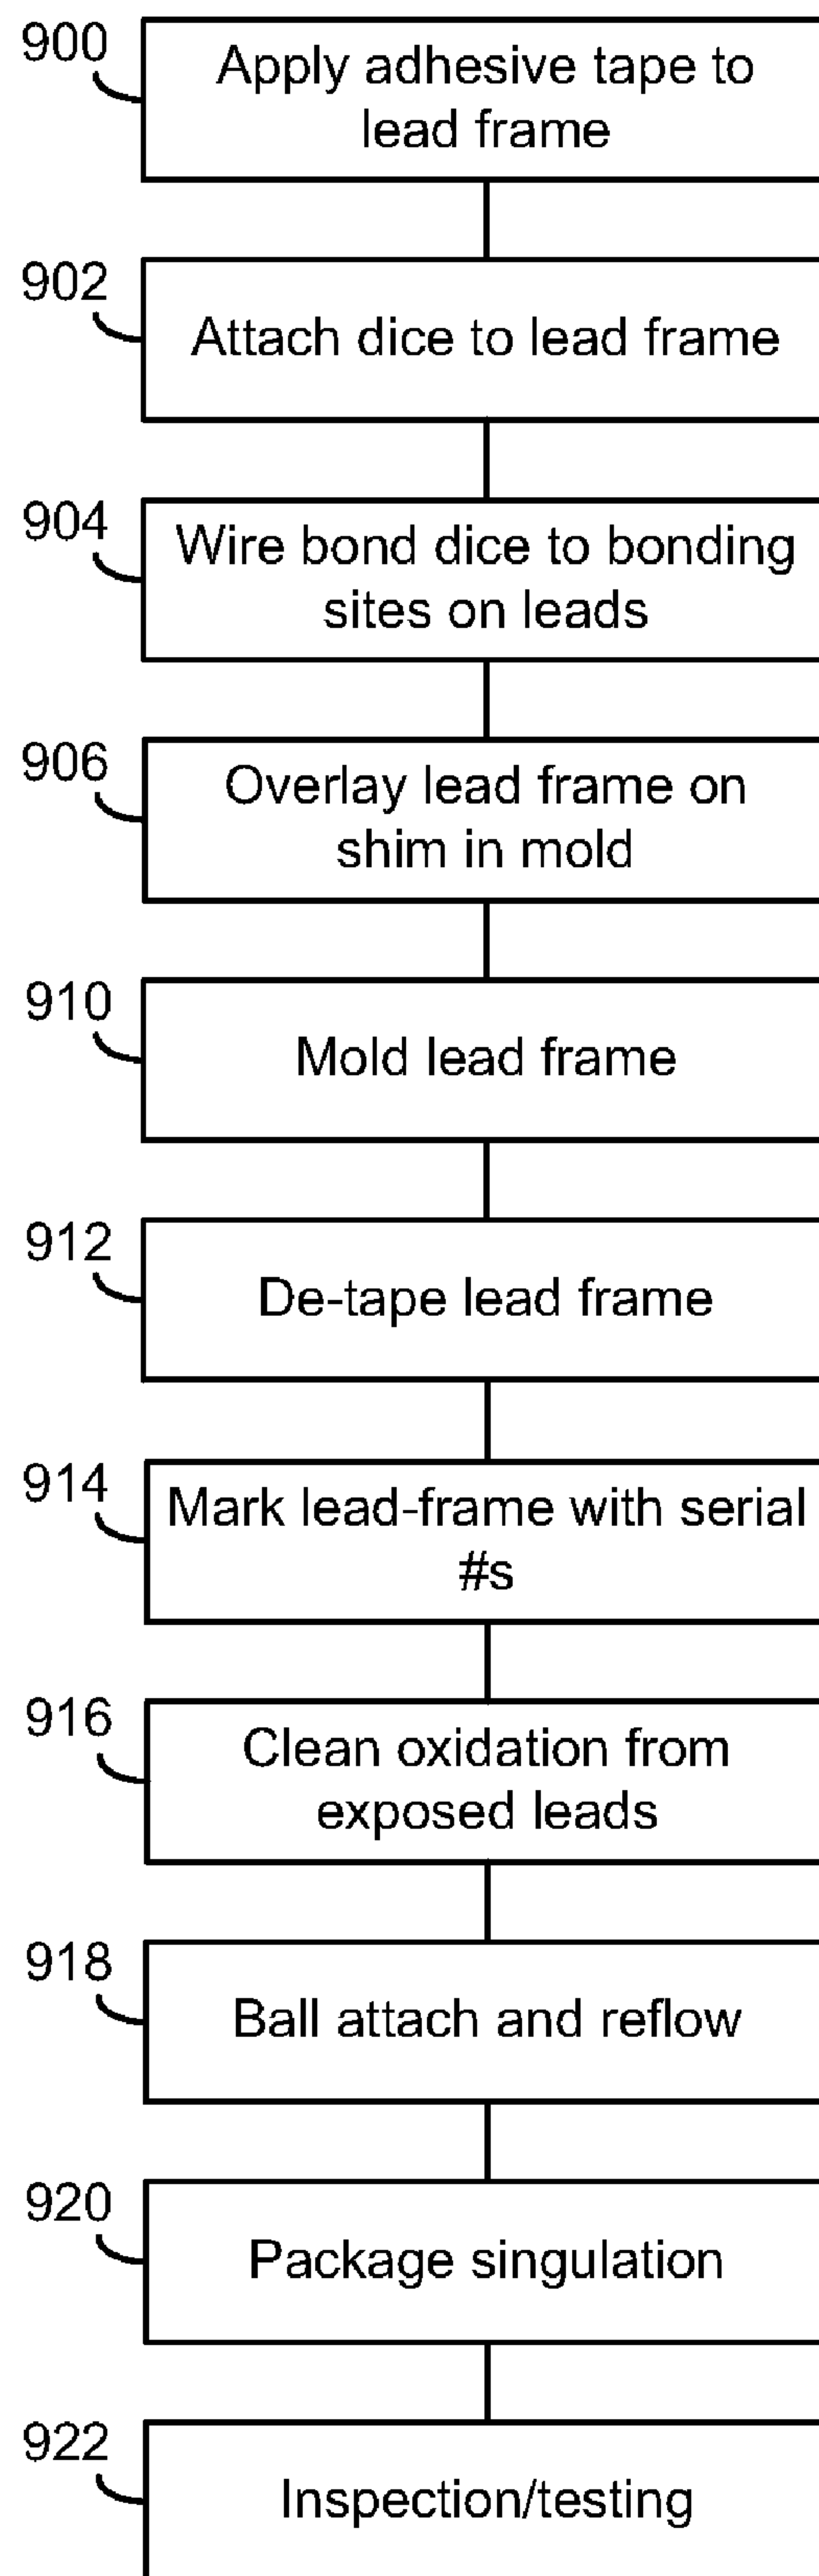 900
Apply adhesive tape to
lead frame
902
Attach dice to lead frame
904
Wire bond dice to bonding
sites on leads
906
Overlay lead frame on
shim in mold
910
Mold lead frame
912
De-tape lead frame
914
Mark lead-frame with serial
#s
916
Clean oxidation from
exposed leads
918
Ball attach and reflow
920
Package singulation
922
Inspection/testing